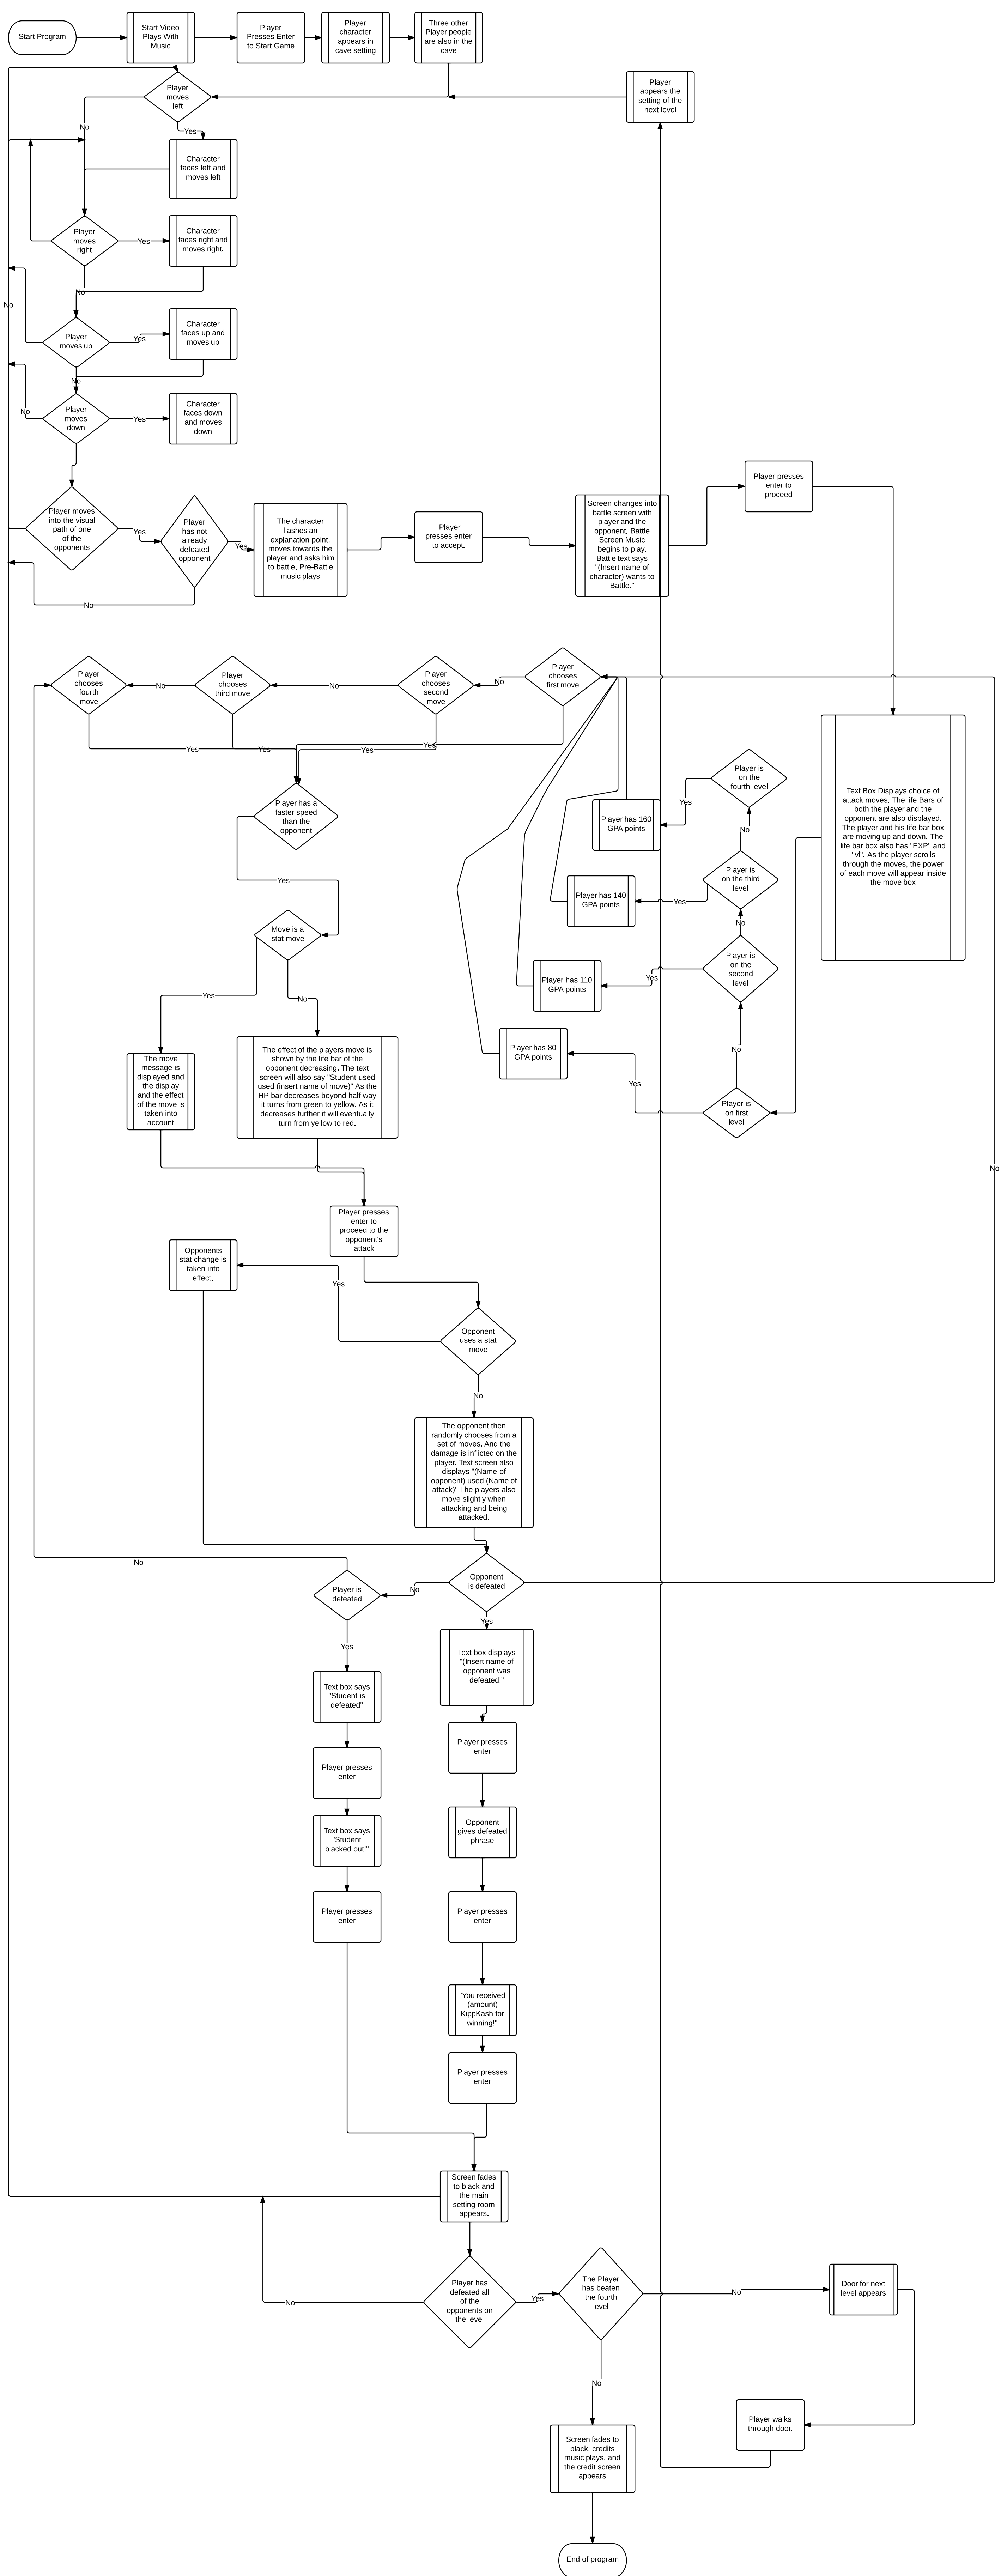 Start Program
Start Video
Plays With
Music
Player
Presses Enter
to Start Game
Player
character
appears in
cave setting
Three other
Player people
are also in the
cave
Player
appears the
setting of the
next level
Player
moves
left
No
Yes
Character
faces left and
moves left
Player
moves
right
Yes
Character
faces right and
moves right.
No
No
Player
moves up
Yes
Character
faces up and
moves up
No
No
Player
moves
down
Yes
Character
faces down
and moves
down
Player moves
into the visual
path of one
of the
opponents
Yes
Player
has not
already
defeated
opponent
Yes
No
The character
flashes an
explanation point,
moves towards the
player and asks him
to battle. Pre-Battle
music plays
Player
presses enter
to accept.
Screen changes into
battle screen with
player and the
opponent. Battle
Screen Music
begins to play.
Battle text says
"(Insert name of
character) wants to
Battle."
Player presses
enter to
proceed
Player
chooses
fourth
move
No
Player
chooses
third move
No
Player
chooses
second
move
No
Player
chooses
first move
Yes
Yes
Yes
Yes
Player has a
faster speed
than the
opponent
Yes
Move is a
stat move
Yes
No
Player has 160
GPA points
Yes
Player is
on the
fourth level
No
Player has 140
GPA points
Yes
Player is
on the third
level
No
Player has 110
GPA points
Yes
Player is
on the
second
level
No
Player has 80
GPA points
Yes
Player is
on first
level
Text Box Displays choice of
attack moves. The life Bars of
both the player and the
opponent are also displayed.
The player and his life bar box
are moving up and down. The
life bar box also has "EXP" and
"lvl". As the player scrolls
through the moves, the power
of each move will appear inside
the move box
The move
message is
displayed and
the display
and the effect
of the move is
taken into
account
The effect of the players move is
shown by the life bar of the
opponent decreasing. The text
screen will also say "Student used
used (insert name of move)" As the
HP bar decreases beyond half way
it turns from green to yellow. As it
decreases further it will eventually
turn from yellow to red.
No
Player presses
enter to
proceed to the
opponent's
attack
Opponents
stat change is
taken into
effect.
Yes
Opponent
uses a stat
move
No
The opponent then
randomly chooses from a
set of moves. And the
damage is inflicted on the
player. Text screen also
displays "(Name of
opponent) used (Name of
attack)" The players also
move slightly when
attacking and being
attacked.
No
Player is
defeated
No
Opponent
is defeated
Yes
Yes
Text box says
"Student is
defeated"
Text box displays
"(Insert name of
opponent was
defeated!"
Player presses
enter
Player presses
enter
Text box says
"Student
blacked out!"
Opponent
gives defeated
phrase
Player presses
enter
Player presses
enter
"You received
(amount)
KippKash for
winning!"
Player presses
enter
Screen fades
to black and
the main
setting room
appears.
No
Player has
defeated all
of the
opponents on
the level
Yes
The Player
has beaten
the fourth
level
No
Door for next
level appears
No
Player walks
through door.
Screen fades to
black, credits
music plays, and
the credit screen
appears
End of program